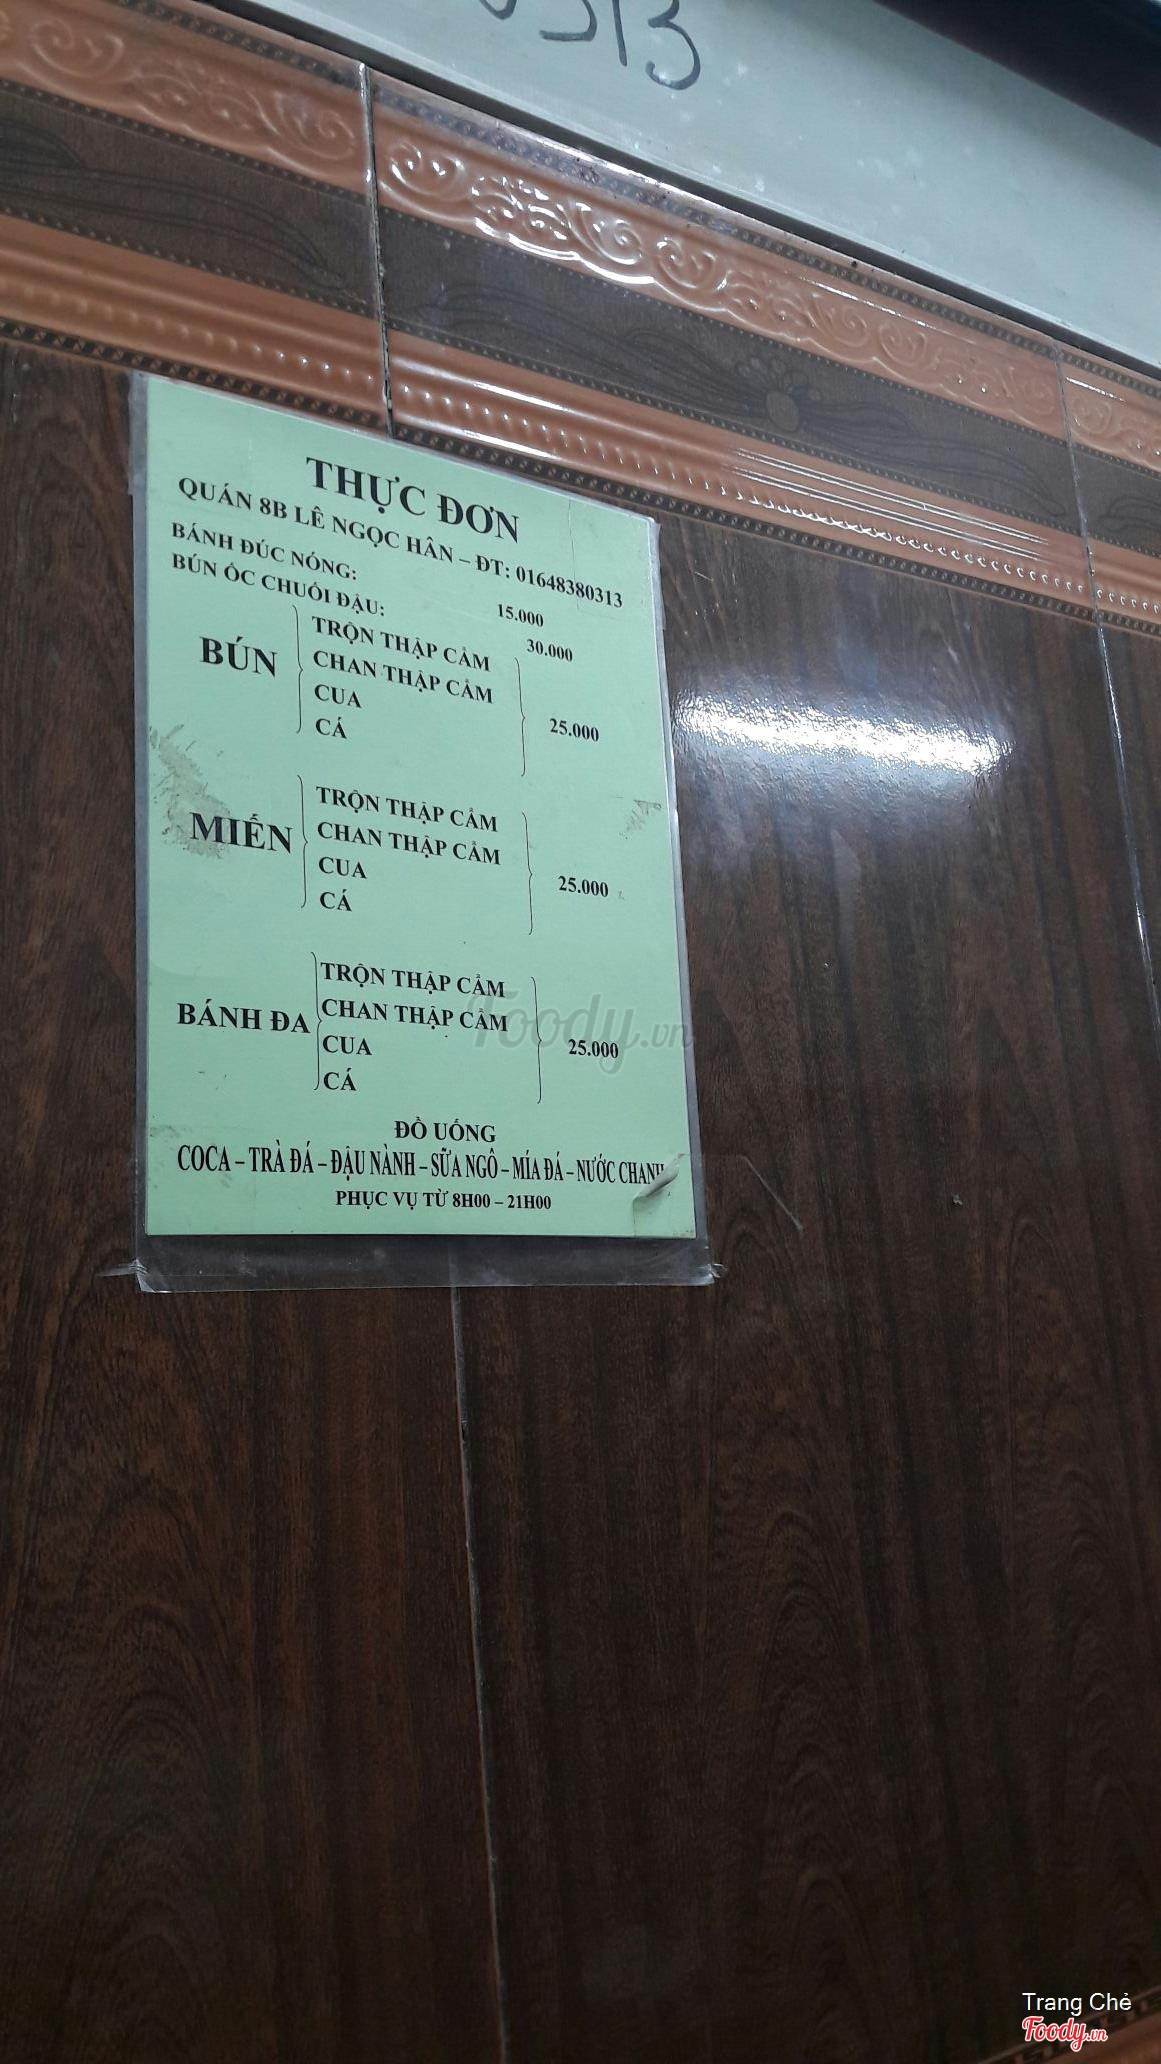 313
THỰC ĐƠN
QUÁN 8B LÊ NGỌC HÂN – ĐT: 01648380313
BÁNH ĐÚC NÓNG: 15.000
BÚN ỐC CHUỐI ĐẬU: 30.000
BÚN
TRỘN THẬP CẨM
CHAN THẬP CẨM
CUA
CÁ
25.000
MIẾN
TRỘN THẬP CẨM
CHAN THẬP CẨM
CUA
CÁ
25.000
BÁNH ĐA
TRỘN THẬP CẨM
CHAN THẬP CẨM
CUA
CÁ
25.000
Foody.vn
ĐỒ UỐNG
COCA – TRÀ ĐÁ – ĐẬU NÀNH – SỮA NGÔ – MÍA ĐÁ – NƯỚC CHANH
PHỤC VỤ TỪ 8H00 – 21H00
Trang Chẻ
Foody.vn